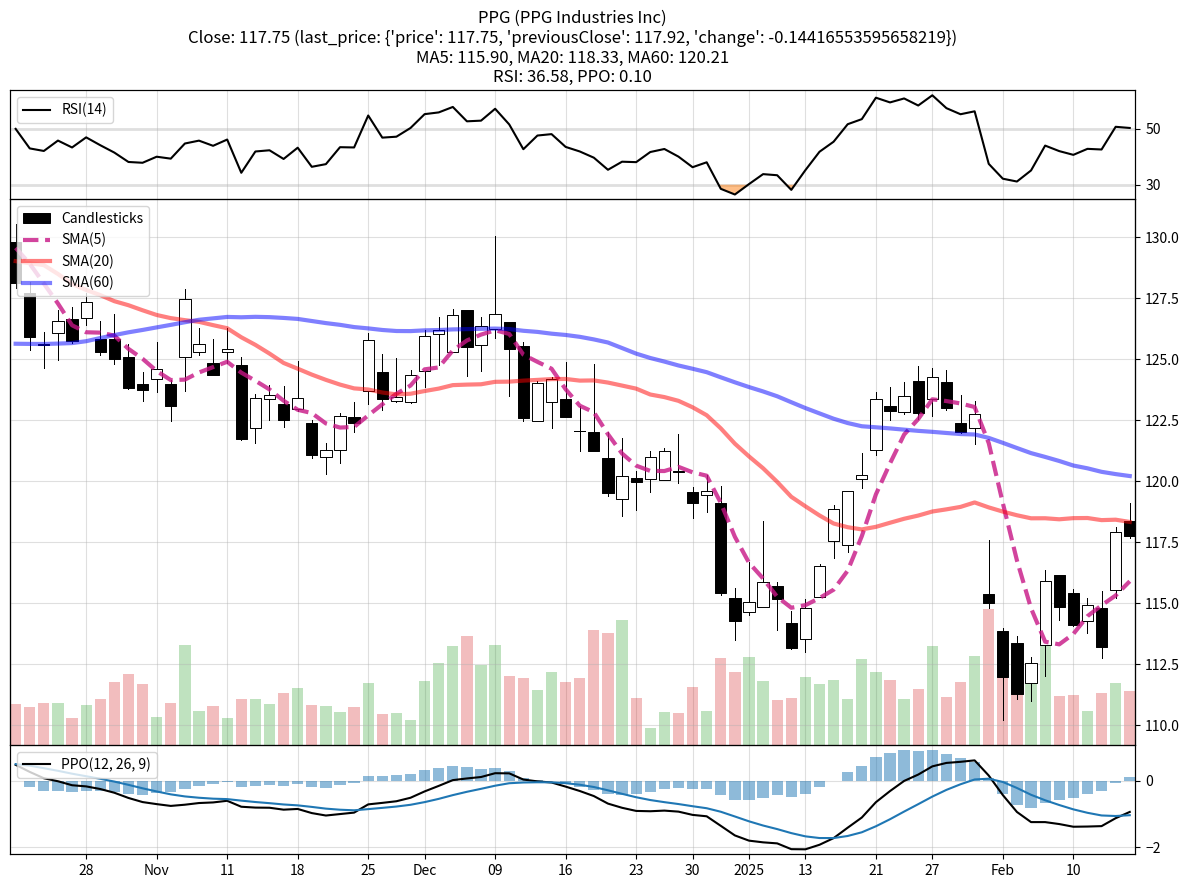 PPG (PPG Industries Inc)
Close: 117.75 (last_price: {'price': 117.75, 'previousClose': 117.92, 'change': -0.14416553595658219})
MA5: 115.90, MA20: 118.33, MA60: 120.21
RSI: 36.58, PPO: 0.10
RSI(14)
50
30
Candlesticks
SMA(5)
SMA(20)
SMA(60)
130.0
127.5
125.0
122.5
120.0
117.5
115.0
112.5
110.0
PPO(12, 26, 9)
0
−2
28 Nov 11 18 25 Dec 09 16 23 30 2025 13 21 27 Feb 10